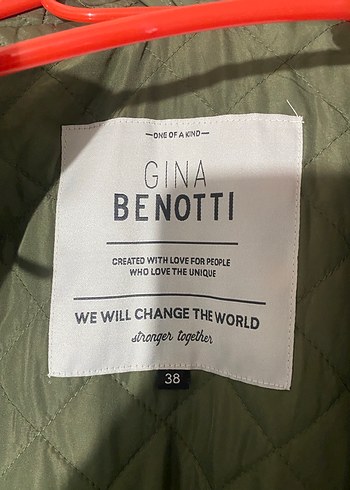 —ONE OF A KIND—
GINA
BENOTTI
CREATED WITH LOVE FOR PEOPLE
WHO LOVE THE UNIQUE
WE WILL CHANGE THE WORLD
stronger together
38